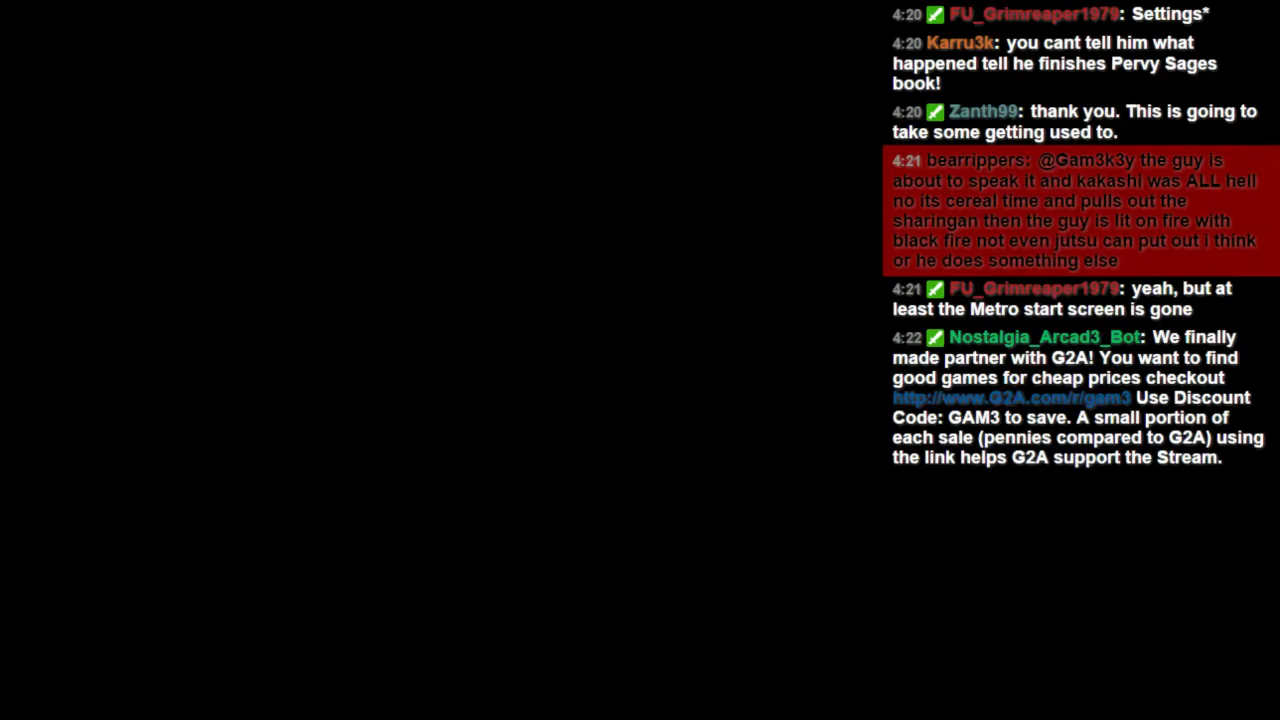 4:20 FU_Grimreaper1979: Settings*
4:20 Karru3k: you cant tell him what
happened tell he finishes Pervy Sages
book!
4:20 Zanth99: thank you. This is going to
take some getting used to.
4:21 bearrippers: @Gam3k3y the guy is
about to speak it and kakashi was ALL hell
no its cereal time and pulls out the
sharingan then the guy is lit on fire with
black fire not even jutsu can put out i think
or he does something else
4:21 FU_Grimreaper1979: yeah, but at
least the Metro start screen is gone
4:22 Nostalgia_Arcad3_Bot: We finally
made partner with G2A! You want to find
good games for cheap prices checkout
http://www.G2A.com/r/gam3 Use Discount
Code: GAM3 to save. A small portion of
each sale (pennies compared to G2A) using
the link helps G2A support the Stream.